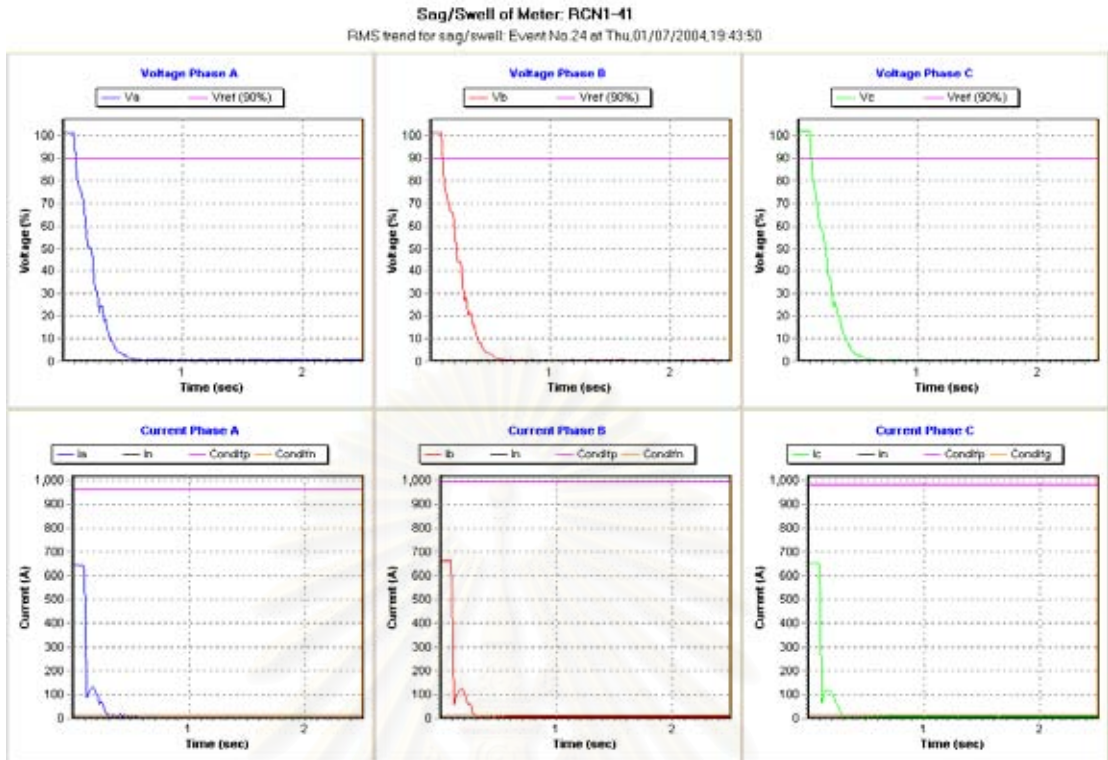 Sag/Swell of Meter: RCN1-41
RMS trend for sag/swell: Event No.24 at Thu,01/07/2004,19:43:50
Voltage Phase A
Va Vref (90%)
100
90
80
70
60
50
40
30
20
10
0
Voltage (%)
1 2
Time (sec)
Voltage Phase B
Vb Vref (90%)
100
90
80
70
60
50
40
30
20
10
0
Voltage (%)
1 2
Time (sec)
Voltage Phase C
Vc Vref (90%)
100
90
80
70
60
50
40
30
20
10
0
Voltage (%)
1 2
Time (sec)
Current Phase A
Ia In Conditp Conditn
1,000
900
800
700
600
500
400
300
200
100
0
Current (A)
1 2
Time (sec)
Current Phase B
Ib In Conditp Conditn
1,000
900
800
700
600
500
400
300
200
100
0
Current (A)
1 2
Time (sec)
Current Phase C
Ic In Conditp Conditg
1,000
900
800
700
600
500
400
300
200
100
0
Current (A)
1 2
Time (sec)